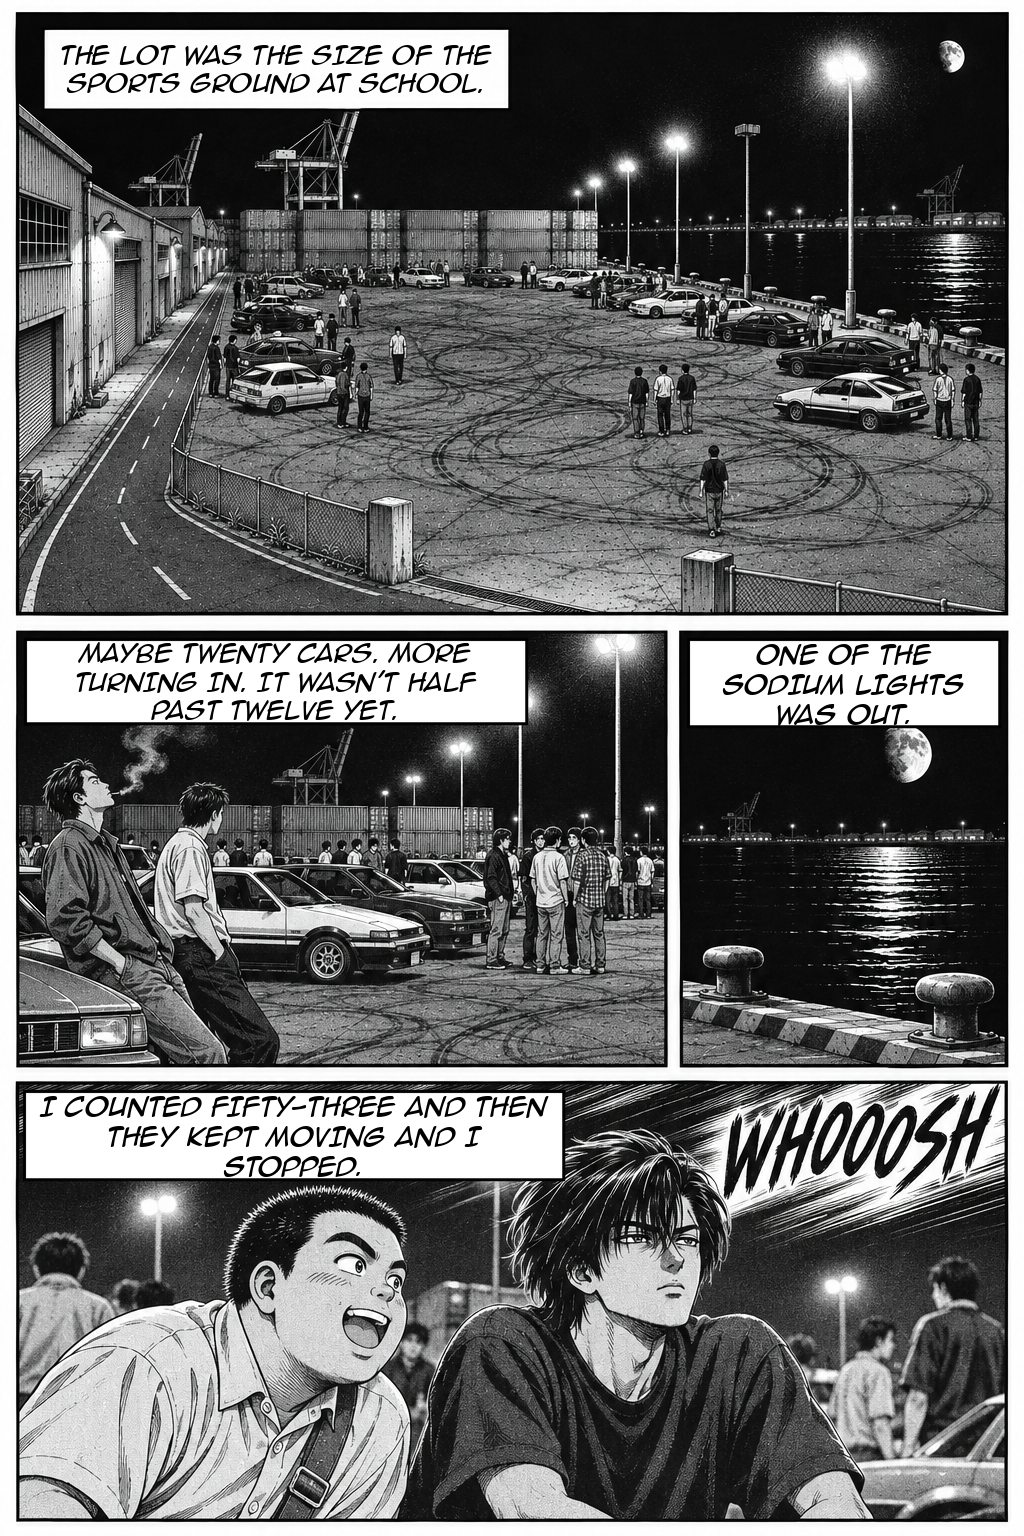 THE LOT WAS THE SIZE OF THE
SPORTS GROUND AT SCHOOL.
MAYBE TWENTY CARS. MORE
TURNING IN. IT WASN'T HALF
PAST TWELVE YET.
ONE OF THE
SODIUM LIGHTS
WAS OUT.
I COUNTED FIFTY-THREE AND THEN
THEY KEPT MOVING AND I
STOPPED.
WHOOOSH